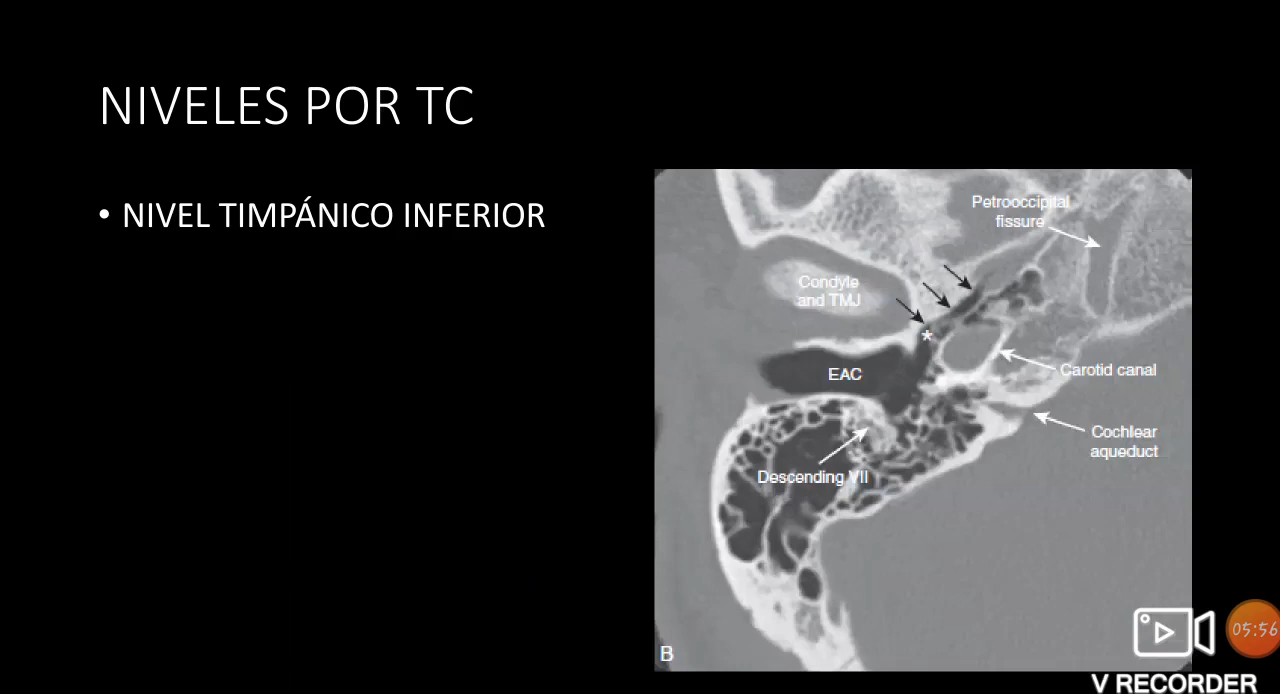 NIVELES POR TC
• NIVEL TIMPÁNICO INFERIOR
Petrooccipital
fissure
Condyle
and TMJ
*
EAC
Carotid canal
Cochlear
aqueduct
Descending VII
B
05:56
V RECORDER